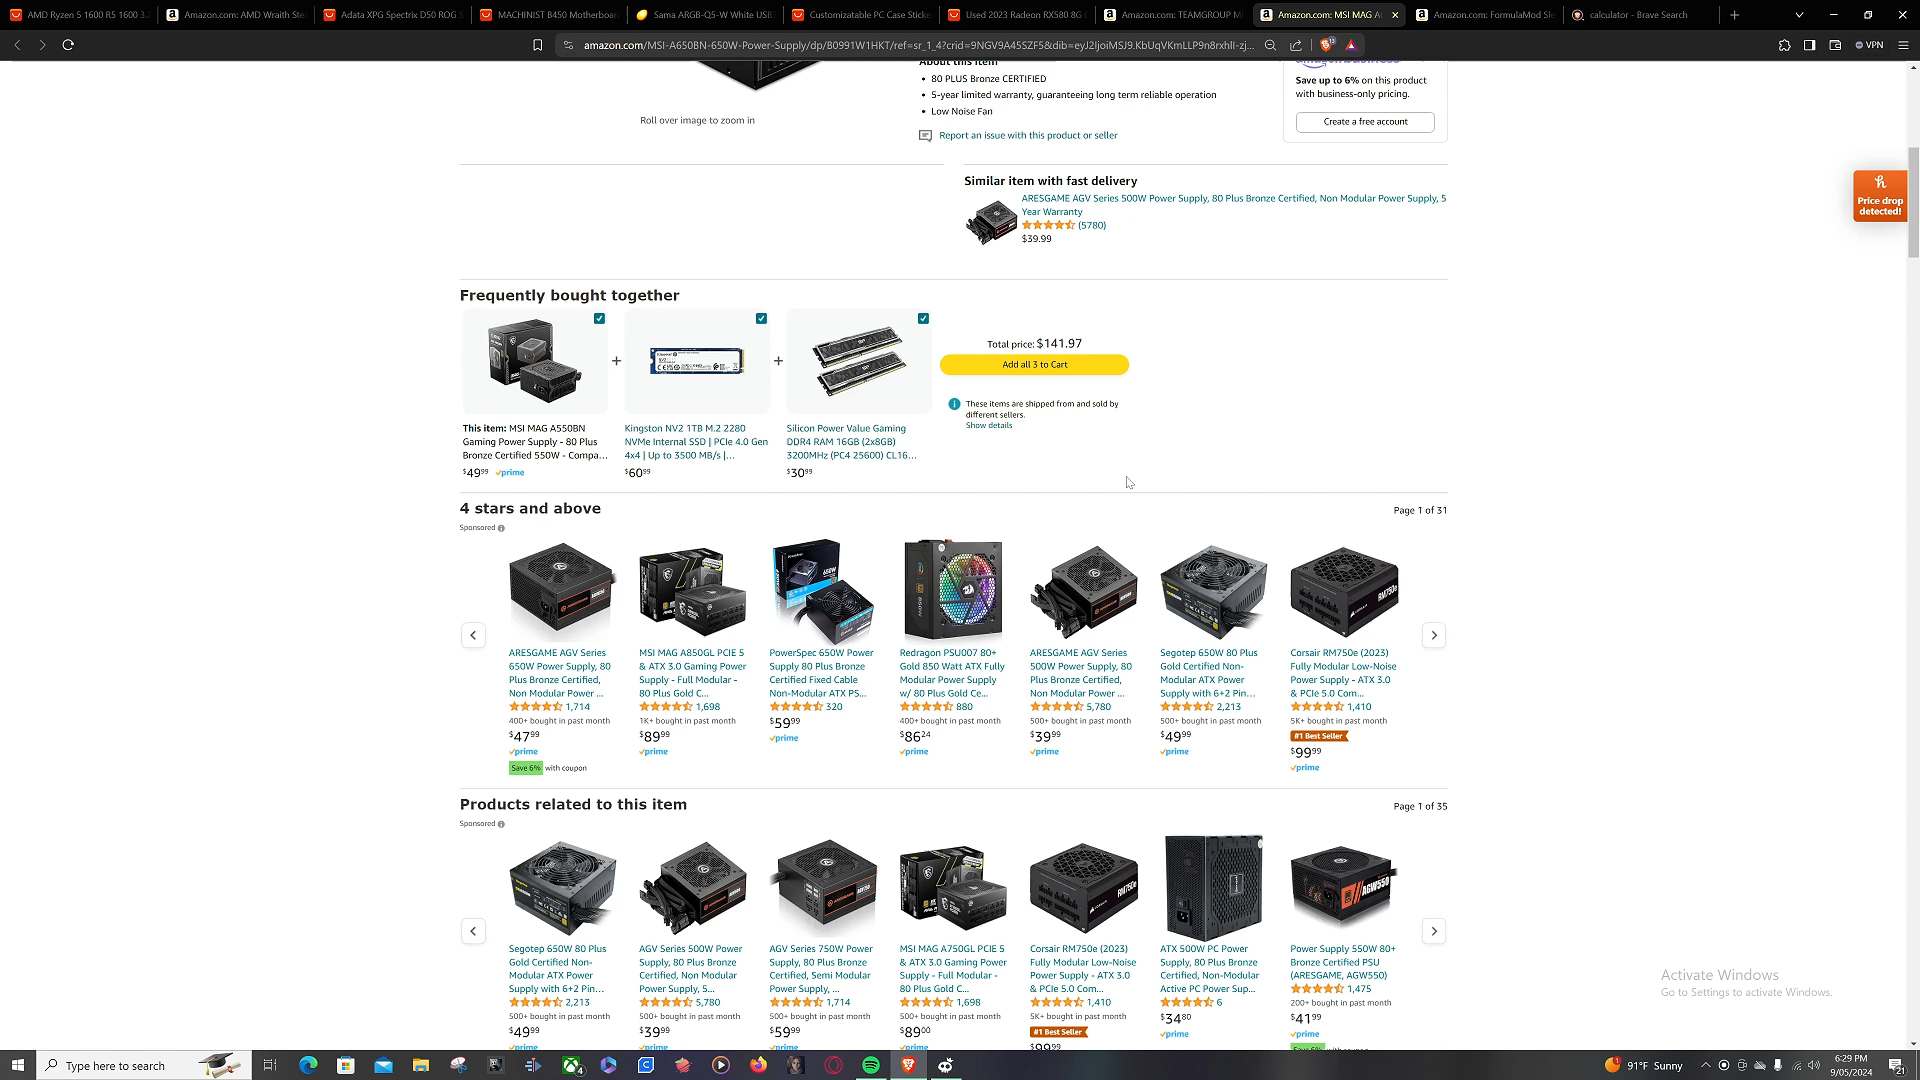 AMD Ryzen 5 1600 R5 1600 3.2
Amazon.com: AMD Wraith Ste
Adata XPG Spectrix D50 ROG S
MACHINIST B450 Motherboar
Sama ARGB-Q5-W White USB
Customizatable PC Case Sticke
Used 2023 Radeon RX580 8G
Amazon.com: TEAMGROUP M
Amazon.com: MSI MAG A
Amazon.com: FormulaMod Sle
calculator - Brave Search
amazon.com/MSI-A650BN-650W-Power-Supply/dp/B0991W1HKT/ref=sr_1_4?crid=9NGV9A45SZF5&dib=eyJ2IjoiMSJ9.KbUqVKmLLP9n8rxhlI-zj...
VPN
About this item
80 PLUS Bronze CERTIFIED
5-year limited warranty, guaranteeing long term reliable operation
Low Noise Fan
Roll over image to zoom in
Report an issue with this product or seller
Save up to 6% on this product
with business-only pricing.
Create a free account
Price drop
detected!
Similar item with fast delivery
ARESGAME AGV Series 500W Power Supply, 80 Plus Bronze Certified, Non Modular Power Supply, 5
Year Warranty
(5780)
$39.99
Frequently bought together
+
+
Total price: $141.97
Add all 3 to Cart
These items are shipped from and sold by
different sellers.
Show details
This item: MSI MAG A550BN
Gaming Power Supply - 80 Plus
Bronze Certified 550W - Compa...
$49.99 prime
Kingston NV2 1TB M.2 2280
NVMe Internal SSD | PCIe 4.0 Gen
4x4 | Up to 3500 MB/s |...
$60.99
Silicon Power Value Gaming
DDR4 RAM 16GB (2x8GB)
3200MHz (PC4 25600) CL16...
$30.99
4 stars and above
Page 1 of 31
Sponsored
ARESGAME AGV Series
650W Power Supply, 80
Plus Bronze Certified,
Non Modular Power ...
1,714
400+ bought in past month
$47.99
prime
Save 6% with coupon
MSI MAG A850GL PCIE 5
& ATX 3.0 Gaming Power
Supply - Full Modular -
80 Plus Gold C...
1,698
1K+ bought in past month
$89.99
prime
PowerSpec 650W Power
Supply 80 Plus Bronze
Certified Fixed Cable
Non-Modular ATX PS...
320
$59.99
prime
Redragon PSU007 80+
Gold 850 Watt ATX Fully
Modular Power Supply
w/ 80 Plus Gold Ce...
880
400+ bought in past month
$86.24
prime
ARESGAME AGV Series
500W Power Supply, 80
Plus Bronze Certified,
Non Modular Power ...
5,780
500+ bought in past month
$39.99
prime
Segotep 650W 80 Plus
Gold Certified Non-
Modular ATX Power
Supply with 6+2 Pin...
2,213
500+ bought in past month
$49.99
prime
Corsair RM750e (2023)
Fully Modular Low-Noise
Power Supply - ATX 3.0
& PCIe 5.0 Com...
1,410
5K+ bought in past month
#1 Best Seller
$99.99
prime
Products related to this item
Page 1 of 35
Sponsored
Segotep 650W 80 Plus
Gold Certified Non-
Modular ATX Power
Supply with 6+2 Pin...
2,213
500+ bought in past month
$49.99
prime
AGV Series 500W Power
Supply, 80 Plus Bronze
Certified, Non Modular
Power Supply, 5...
5,780
500+ bought in past month
$39.99
prime
AGV Series 750W Power
Supply, 80 Plus Bronze
Certified, Semi Modular
Power Supply, ...
1,714
500+ bought in past month
$59.99
prime
MSI MAG A750GL PCIE 5
& ATX 3.0 Gaming Power
Supply - Full Modular -
80 Plus Gold C...
1,698
500+ bought in past month
$89.00
prime
Corsair RM750e (2023)
Fully Modular Low-Noise
Power Supply - ATX 3.0
& PCIe 5.0 Com...
1,410
5K+ bought in past month
#1 Best Seller
$99.99
ATX 500W PC Power
Supply, 80 Plus Bronze
Certified, Non-Modular
Active PC Power Sup...
6
$34.80
prime
Power Supply 550W 80+
Bronze Certified PSU
(ARESGAME, AGW550)
1,475
200+ bought in past month
$41.99
prime
Save 6% with coupon
Activate Windows
Go to Settings to activate Windows.
Type here to search
91°F Sunny
6:29 PM
9/05/2024
21